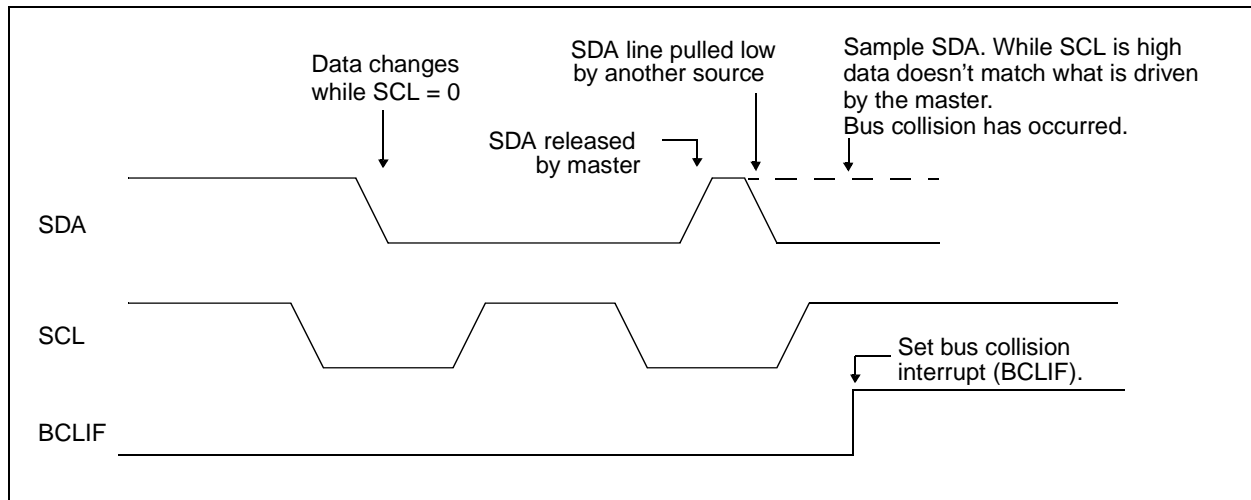 Data changes
while SCL = 0
SDA line pulled low
by another source
Sample SDA. While SCL is high
data doesn't match what is driven
by the master.
Bus collision has occurred.
SDA released
by master
SDA
SCL
Set bus collision
interrupt (BCLIF).
BCLIF